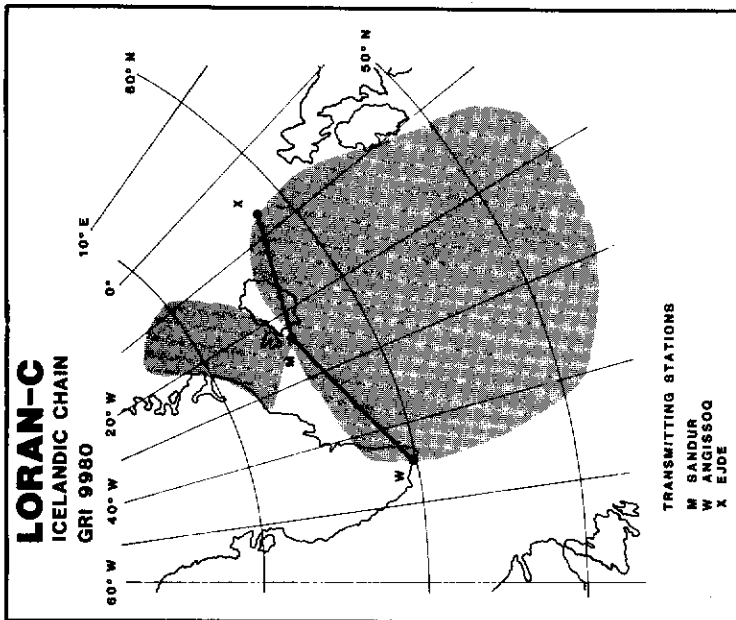 LORAN-C
ICELANDIC CHAIN
GRI 9980
60° W
40° W
20° W
0°
10° E
60° N
50° N
M
W
X
TRANSMITTING STATIONS
M SANDUR
W ANGISSOQ
X EJDE